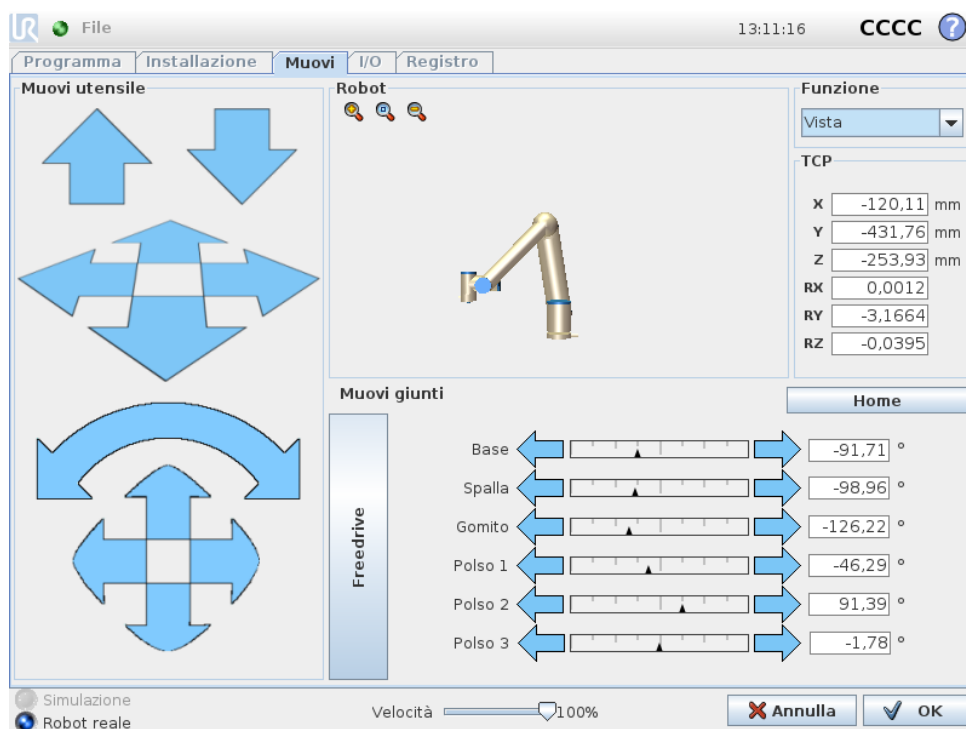 UR File 13:11:16 CCCC ?
Programma Installazione Muovi I/O Registro
Muovi utensile
Robot
Funzione
Vista
TCP
X -120,11 mm
Y -431,76 mm
Z -253,93 mm
RX 0,0012
RY -3,1664
RZ -0,0395
Muovi giunti
Home
Freedrive
Base -91,71 °
Spalla -98,96 °
Gomito -126,22 °
Polso 1 -46,29 °
Polso 2 91,39 °
Polso 3 -1,78 °
Simulazione
Robot reale
Velocità 100%
Annulla
OK